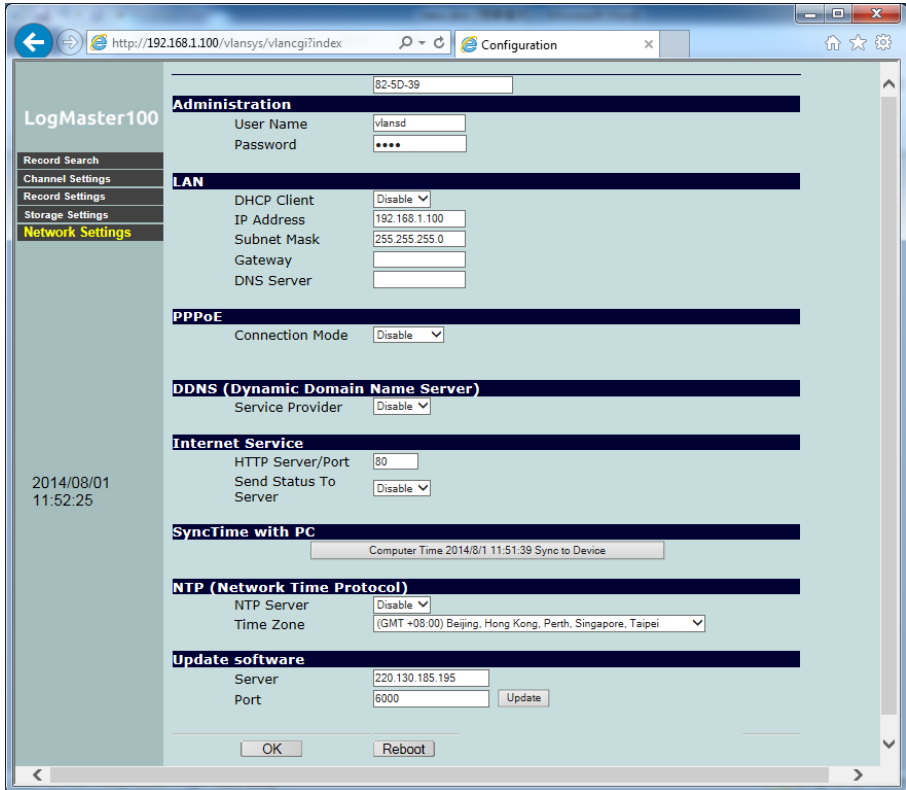 http://192.168.1.100/vlansys/vlancgi?index
Configuration
LogMaster100
Record Search
Channel Settings
Record Settings
Storage Settings
Network Settings
2014/08/01
11:52:25
82-5D-39
Administration
User Name vlansd
Password ••••
LAN
DHCP Client Disable
IP Address 192.168.1.100
Subnet Mask 255.255.255.0
Gateway
DNS Server
PPPoE
Connection Mode Disable
DDNS (Dynamic Domain Name Server)
Service Provider Disable
Internet Service
HTTP Server/Port 80
Send Status To
Server Disable
SyncTime with PC
Computer Time 2014/8/1 11:51:39 Sync to Device
NTP (Network Time Protocol)
NTP Server Disable
Time Zone (GMT +08:00) Beijing, Hong Kong, Perth, Singapore, Taipei
Update software
Server 220.130.185.195
Port 6000 Update
OK Reboot